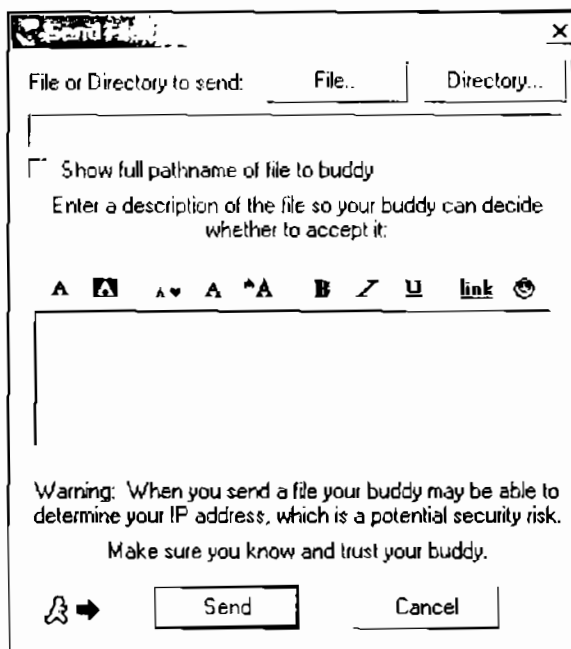 Send File
File or Directory to send: File.. Directory...
Show full pathname of file to buddy
Enter a description of the file so your buddy can decide
whether to accept it:
A A A A A B I U link
Warning: When you send a file your buddy may be able to
determine your IP address, which is a potential security risk.
Make sure you know and trust your buddy.
Send Cancel